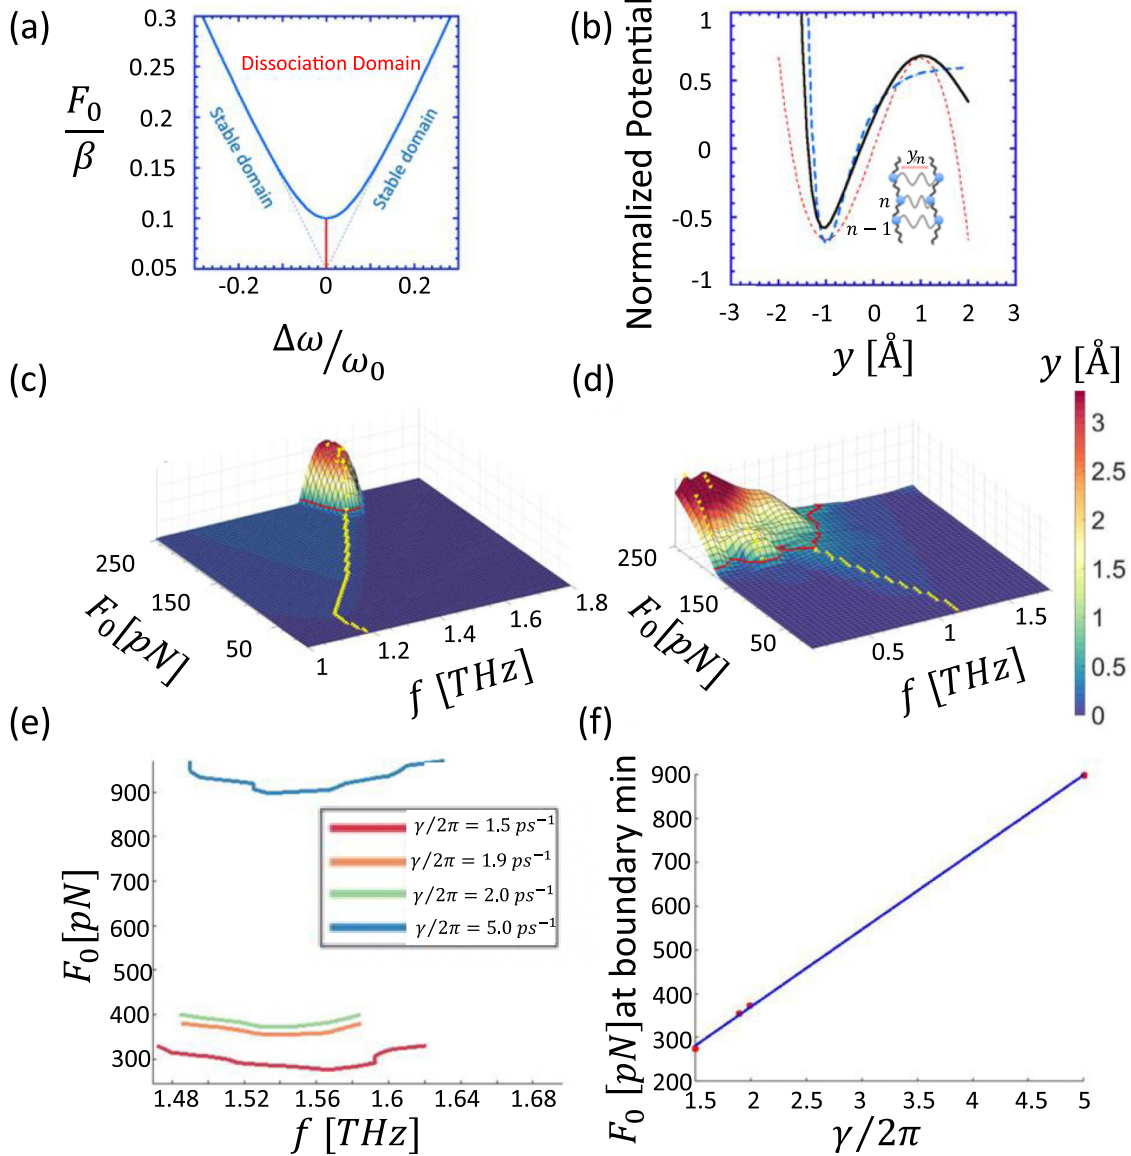 (a)
0.3
0.25
0.2
0.15
0.1
0.05
F₀/β
Dissociation Domain
Stable domain
Stable domain
-0.2 0 0.2
Δω/ω₀
(b)
Normalized Potential
1
0.5
0
-0.5
-1
yₙ
n
n − 1
-3 -2 -1 0 1 2 3
y [Å]
(c)
250
150
50
F₀[pN]
1 1.2 1.4 1.6 1.8
f [THz]
(d)
250
150
50
F₀[pN]
0.5 1 1.5
f [THz]
y [Å]
3
2.5
2
1.5
1
0.5
0
(e)
900
800
700
600
500
400
300
F₀[pN]
γ/2π = 1.5 ps⁻¹
γ/2π = 1.9 ps⁻¹
γ/2π = 2.0 ps⁻¹
γ/2π = 5.0 ps⁻¹
1.48 1.52 1.56 1.6 1.64 1.68
f [THz]
(f)
F₀ [pN]at boundary min
900
800
700
600
500
400
300
200
1.5 2 2.5 3 3.5 4 4.5 5
γ/2π